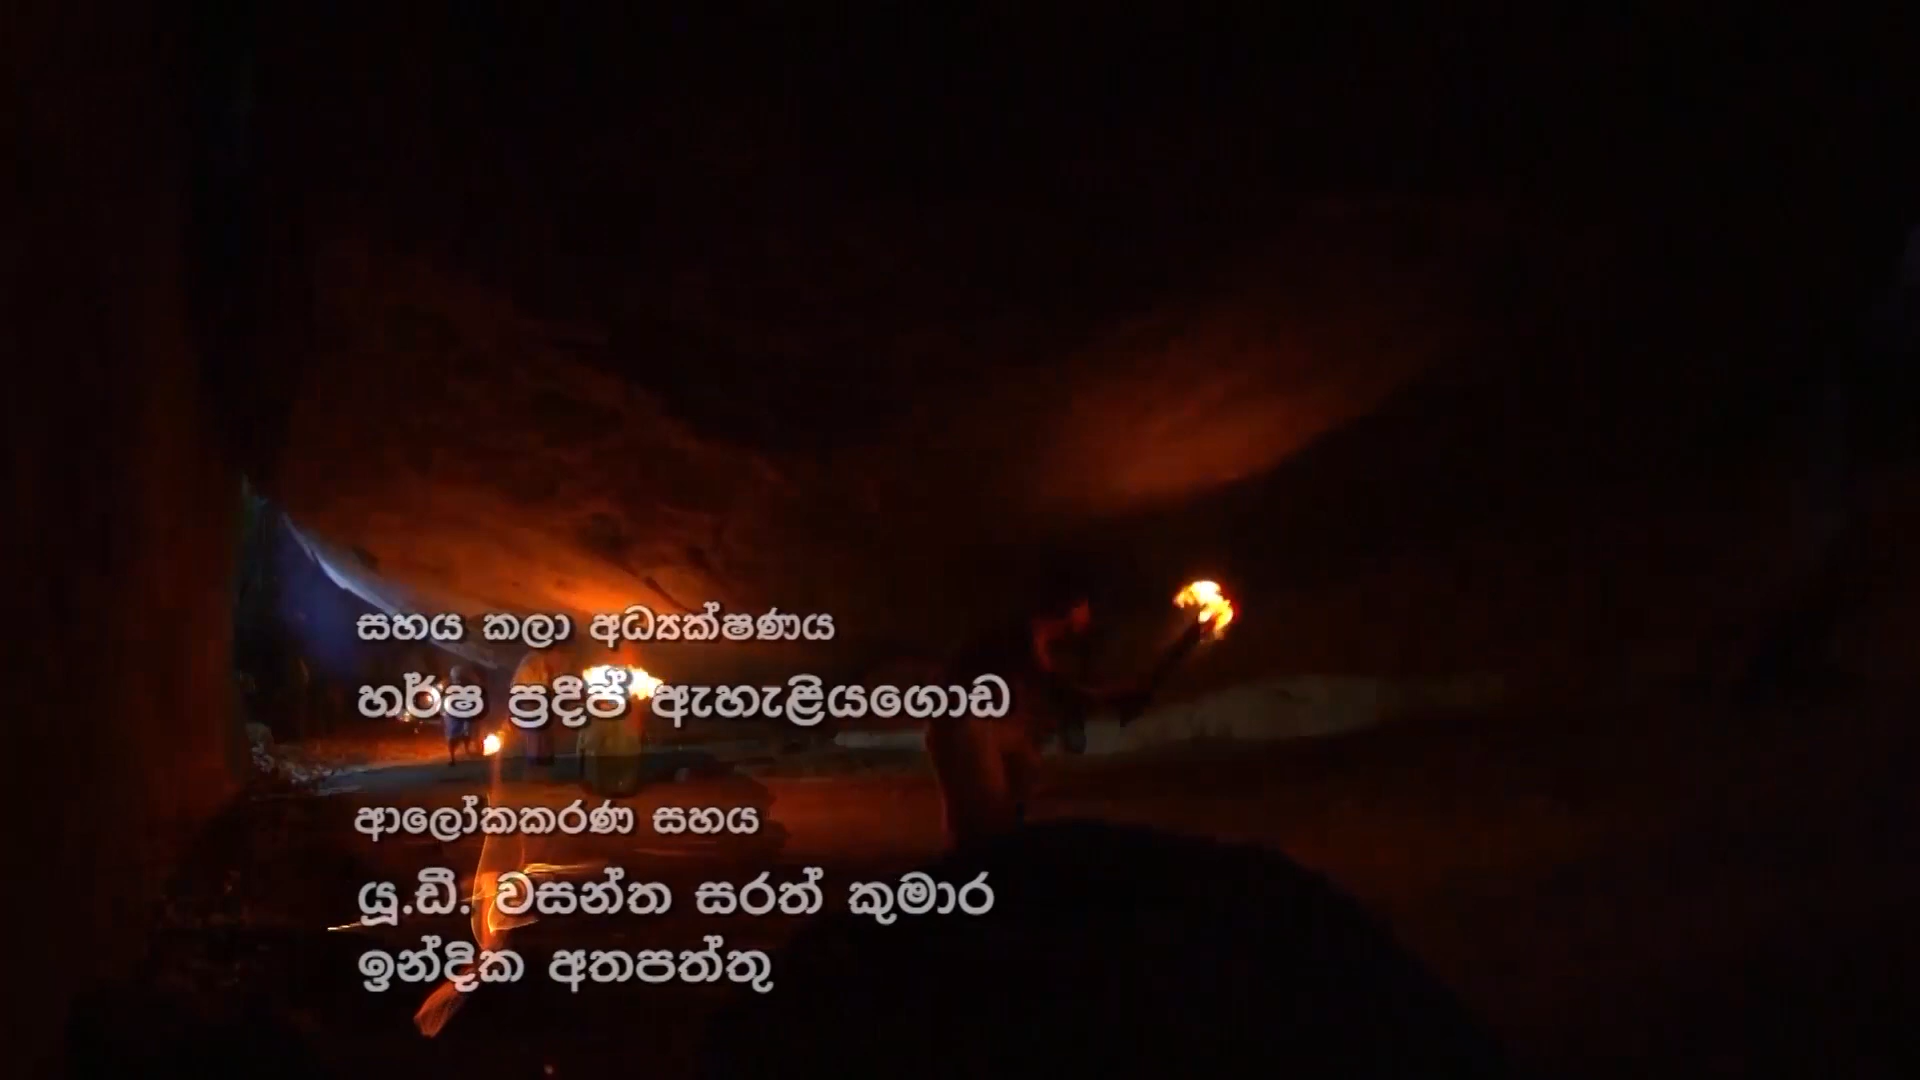 සහය කලා අධ්‍යක්ෂණය
හර්ෂ ප්‍රදීප් ඇහැළියගොඩ
ආලෝකකරණ සහය
යූ.ඩී. වසන්ත සරත් කුමාර
ඉන්දික අතපත්තු